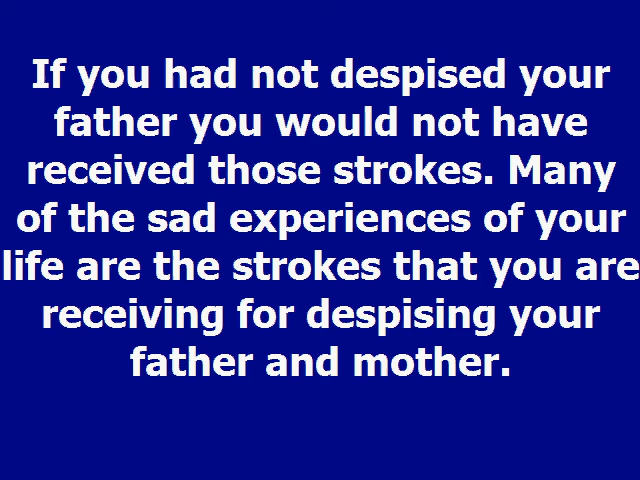 If you had not despised your
father you would not have
received those strokes. Many
of the sad experiences of your
life are the strokes that you are
receiving for despising your
father and mother.